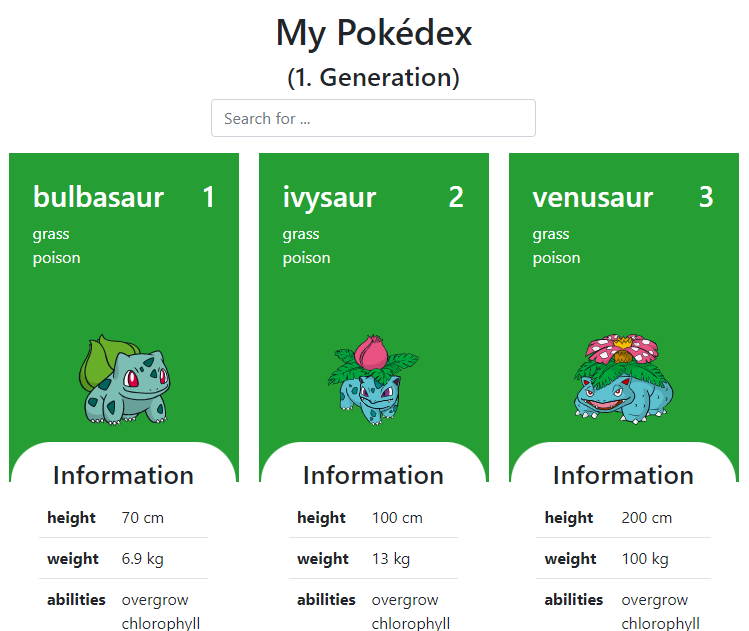 My Pokédex
(1. Generation)
Search for ...
bulbasaur 1
grass
poison
Information
height 70 cm
weight 6.9 kg
abilities overgrow
chlorophyll
ivysaur 2
grass
poison
Information
height 100 cm
weight 13 kg
abilities overgrow
chlorophyll
venusaur 3
grass
poison
Information
height 200 cm
weight 100 kg
abilities overgrow
chlorophyll